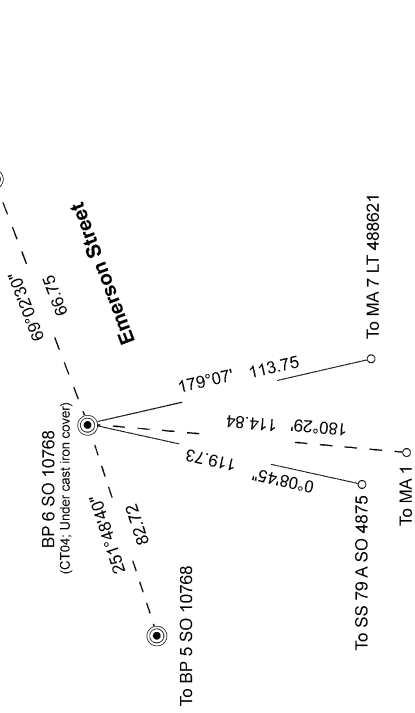 69°02'30"
66.75
Emerson Street
BP 6 SO 10768
(CT04; Under cast iron cover)
179°07' 113.75
To MA 7 LT 488621
180°29' 114.84
To MA 1
0°08'45" 119.73
To SS 79 A SO 4875
251°48'40"
82.72
To BP 5 SO 10768